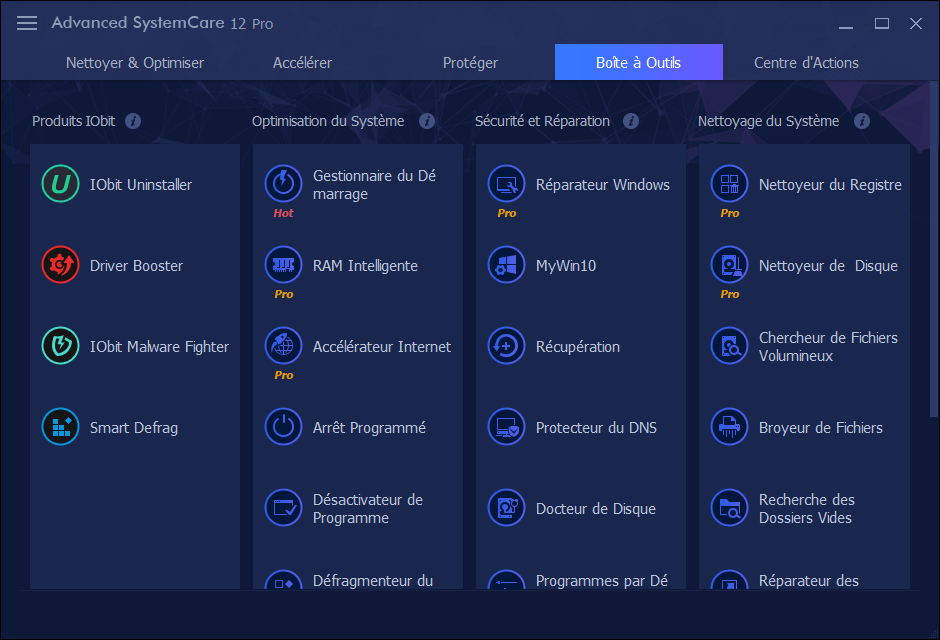 Advanced SystemCare 12 Pro
Nettoyer & Optimiser
Accélérer
Protéger
Boîte à Outils
Centre d'Actions
Produits IObit
IObit Uninstaller
Driver Booster
IObit Malware Fighter
Smart Defrag
Optimisation du Système
Gestionnaire du Dé
marrage
Hot
RAM Intelligente
Pro
Accélérateur Internet
Pro
Arrêt Programmé
Désactivateur de
Programme
Défragmenteur du
Sécurité et Réparation
Réparateur Windows
Pro
MyWin10
Récupération
Protecteur du DNS
Docteur de Disque
Programmes par Dé
Nettoyage du Système
Nettoyeur du Registre
Pro
Nettoyeur de  Disque
Pro
Chercheur de Fichiers
Volumineux
Broyeur de Fichiers
Recherche des
Dossiers Vides
Réparateur des